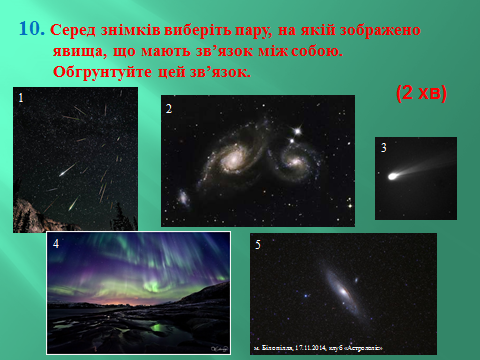 10. Серед знімків виберіть пару, на якій зображено
явища, що мають зв’язок між собою.
Обгрунтуйте цей зв’язок.
(2 хв)
1
2
3
4
5
м. Білопілля, 17.11.2014, клуб «Астрополіс»